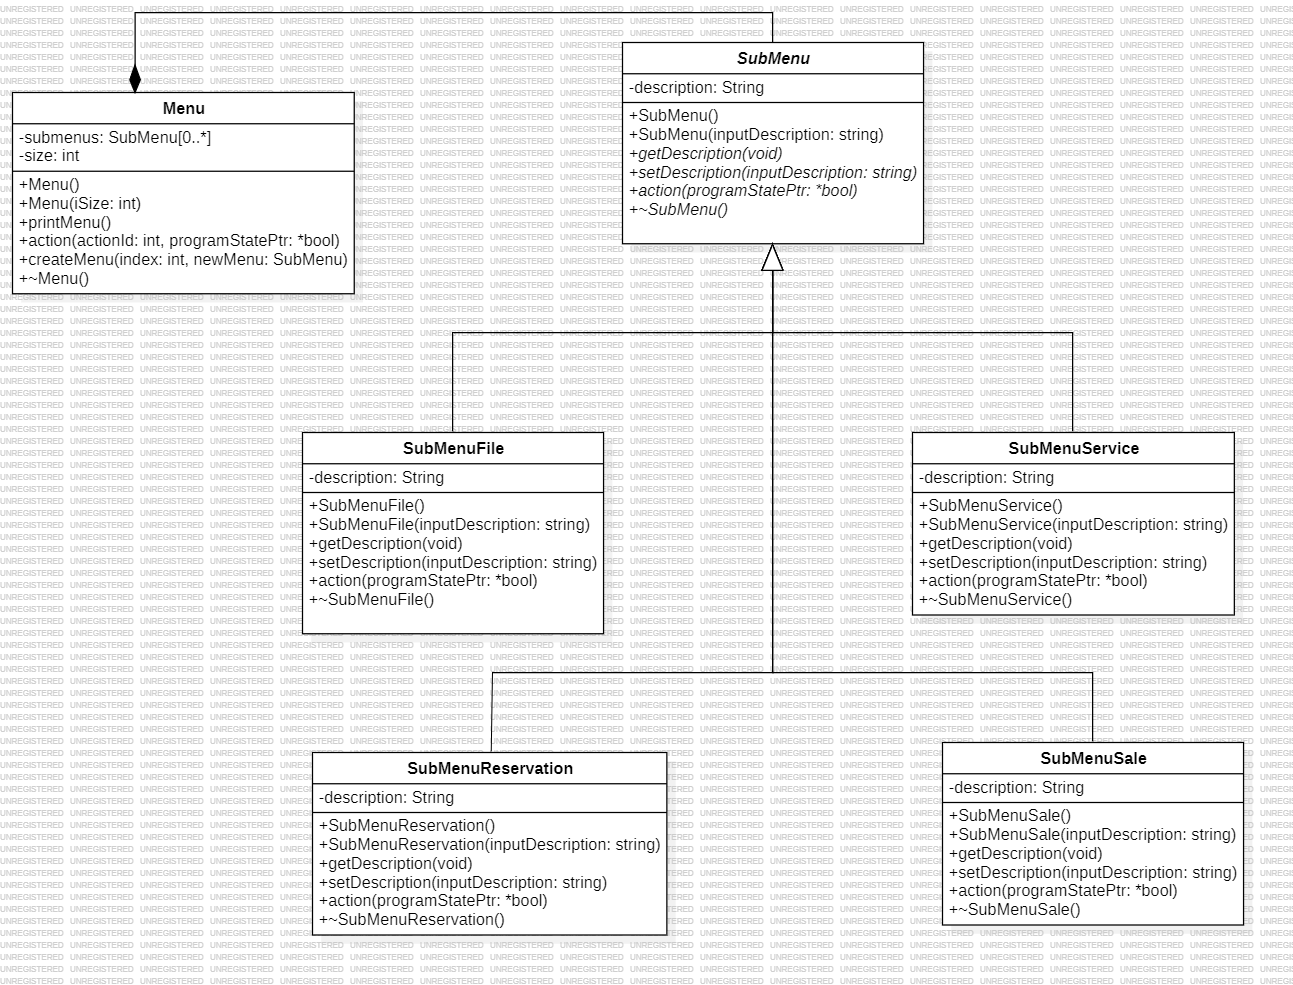 SubMenu
-description: String
+SubMenu()
+SubMenu(inputDescription: string)
+getDescription(void)
+setDescription(inputDescription: string)
+action(programStatePtr: *bool)
+~SubMenu()
Menu
-submenus: SubMenu[0..*]
-size: int
+Menu()
+Menu(iSize: int)
+printMenu()
+action(actionId: int, programStatePtr: *bool)
+createMenu(index: int, newMenu: SubMenu)
+~Menu()
SubMenuFile
-description: String
+SubMenuFile()
+SubMenuFile(inputDescription: string)
+getDescription(void)
+setDescription(inputDescription: string)
+action(programStatePtr: *bool)
+~SubMenuFile()
SubMenuService
-description: String
+SubMenuService()
+SubMenuService(inputDescription: string)
+getDescription(void)
+setDescription(inputDescription: string)
+action(programStatePtr: *bool)
+~SubMenuService()
SubMenuReservation
-description: String
+SubMenuReservation()
+SubMenuReservation(inputDescription: string)
+getDescription(void)
+setDescription(inputDescription: string)
+action(programStatePtr: *bool)
+~SubMenuReservation()
SubMenuSale
-description: String
+SubMenuSale()
+SubMenuSale(inputDescription: string)
+getDescription(void)
+setDescription(inputDescription: string)
+action(programStatePtr: *bool)
+~SubMenuSale()
UNREGISTERED